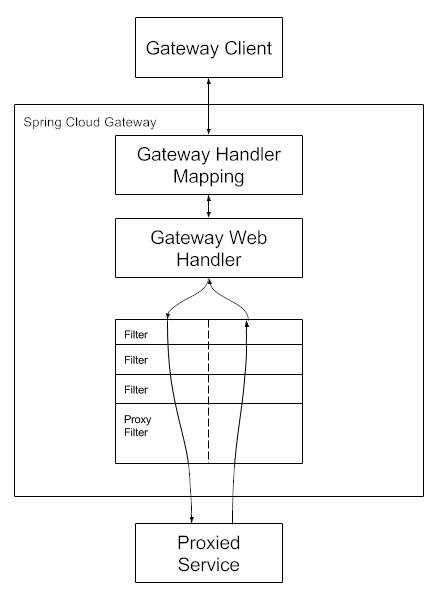 Gateway Client
Spring Cloud Gateway
Gateway Handler
Mapping
Gateway Web
Handler
Filter
Filter
Filter
Proxy
Filter
Proxied
Service